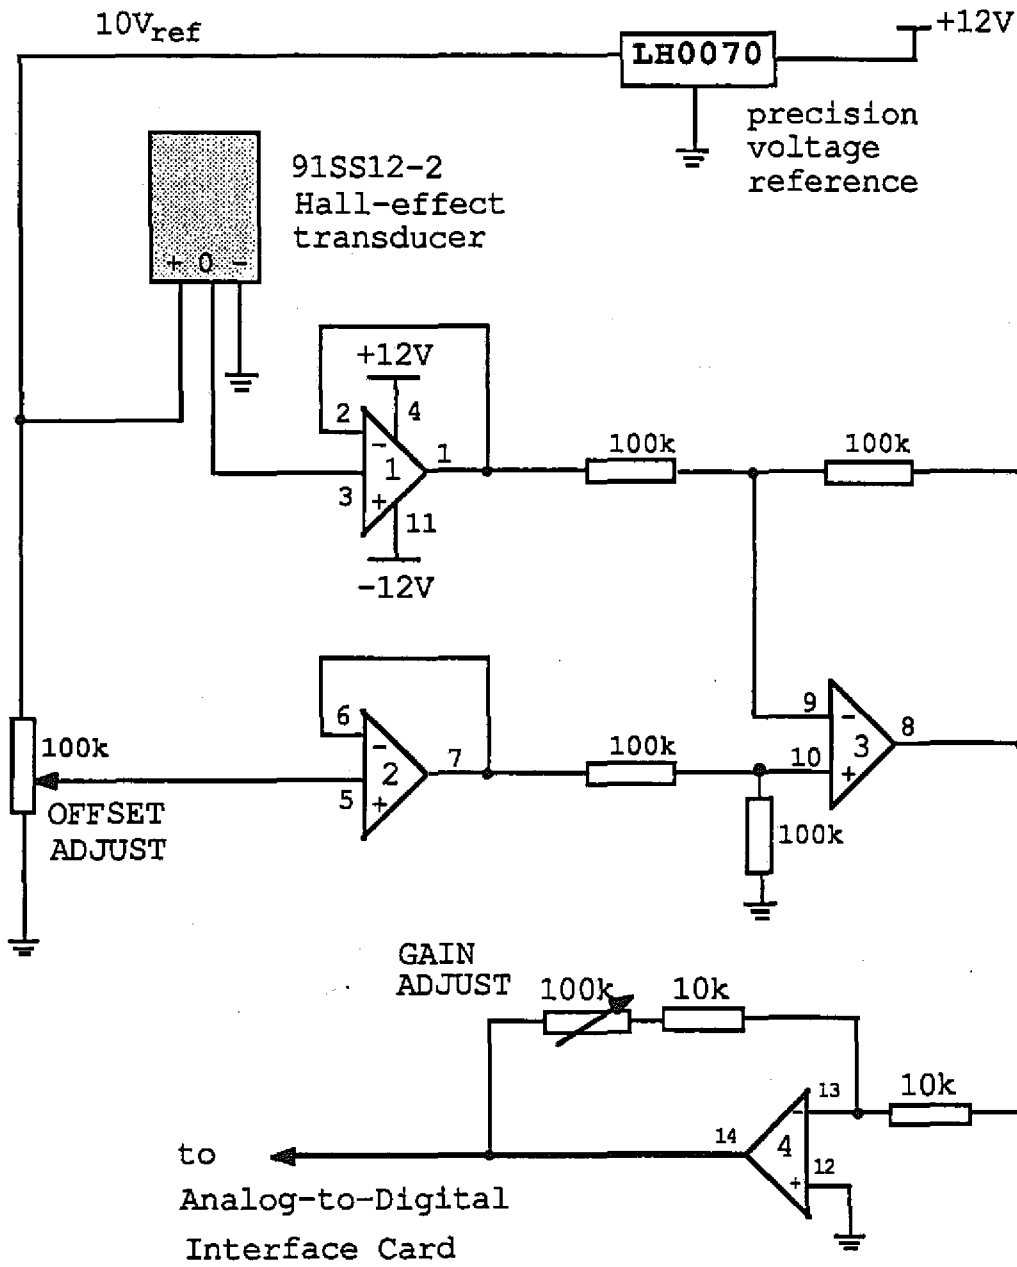 10Vref
+12V
LH0070
precision
voltage
reference
91SS12-2
Hall-effect
transducer
+ 0 -
+12V
4
2
-
1
1
3
+
11
-12V
100k
100k
6
-
2
7
5
+
100k
9
-
3
8
10
+
100k
100k
OFFSET
ADJUST
GAIN
ADJUST
100k
10k
13
-
10k
14
4
12
+
to
Analog-to-Digital
Interface Card